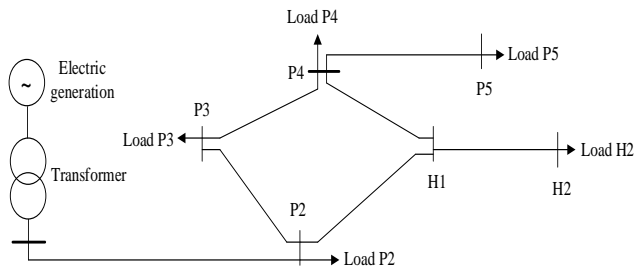 Load P4
Electric
generation
~
P4
Load P5
P5
P3
Load P3
Transformer
Load H2
H1
H2
P2
Load P2